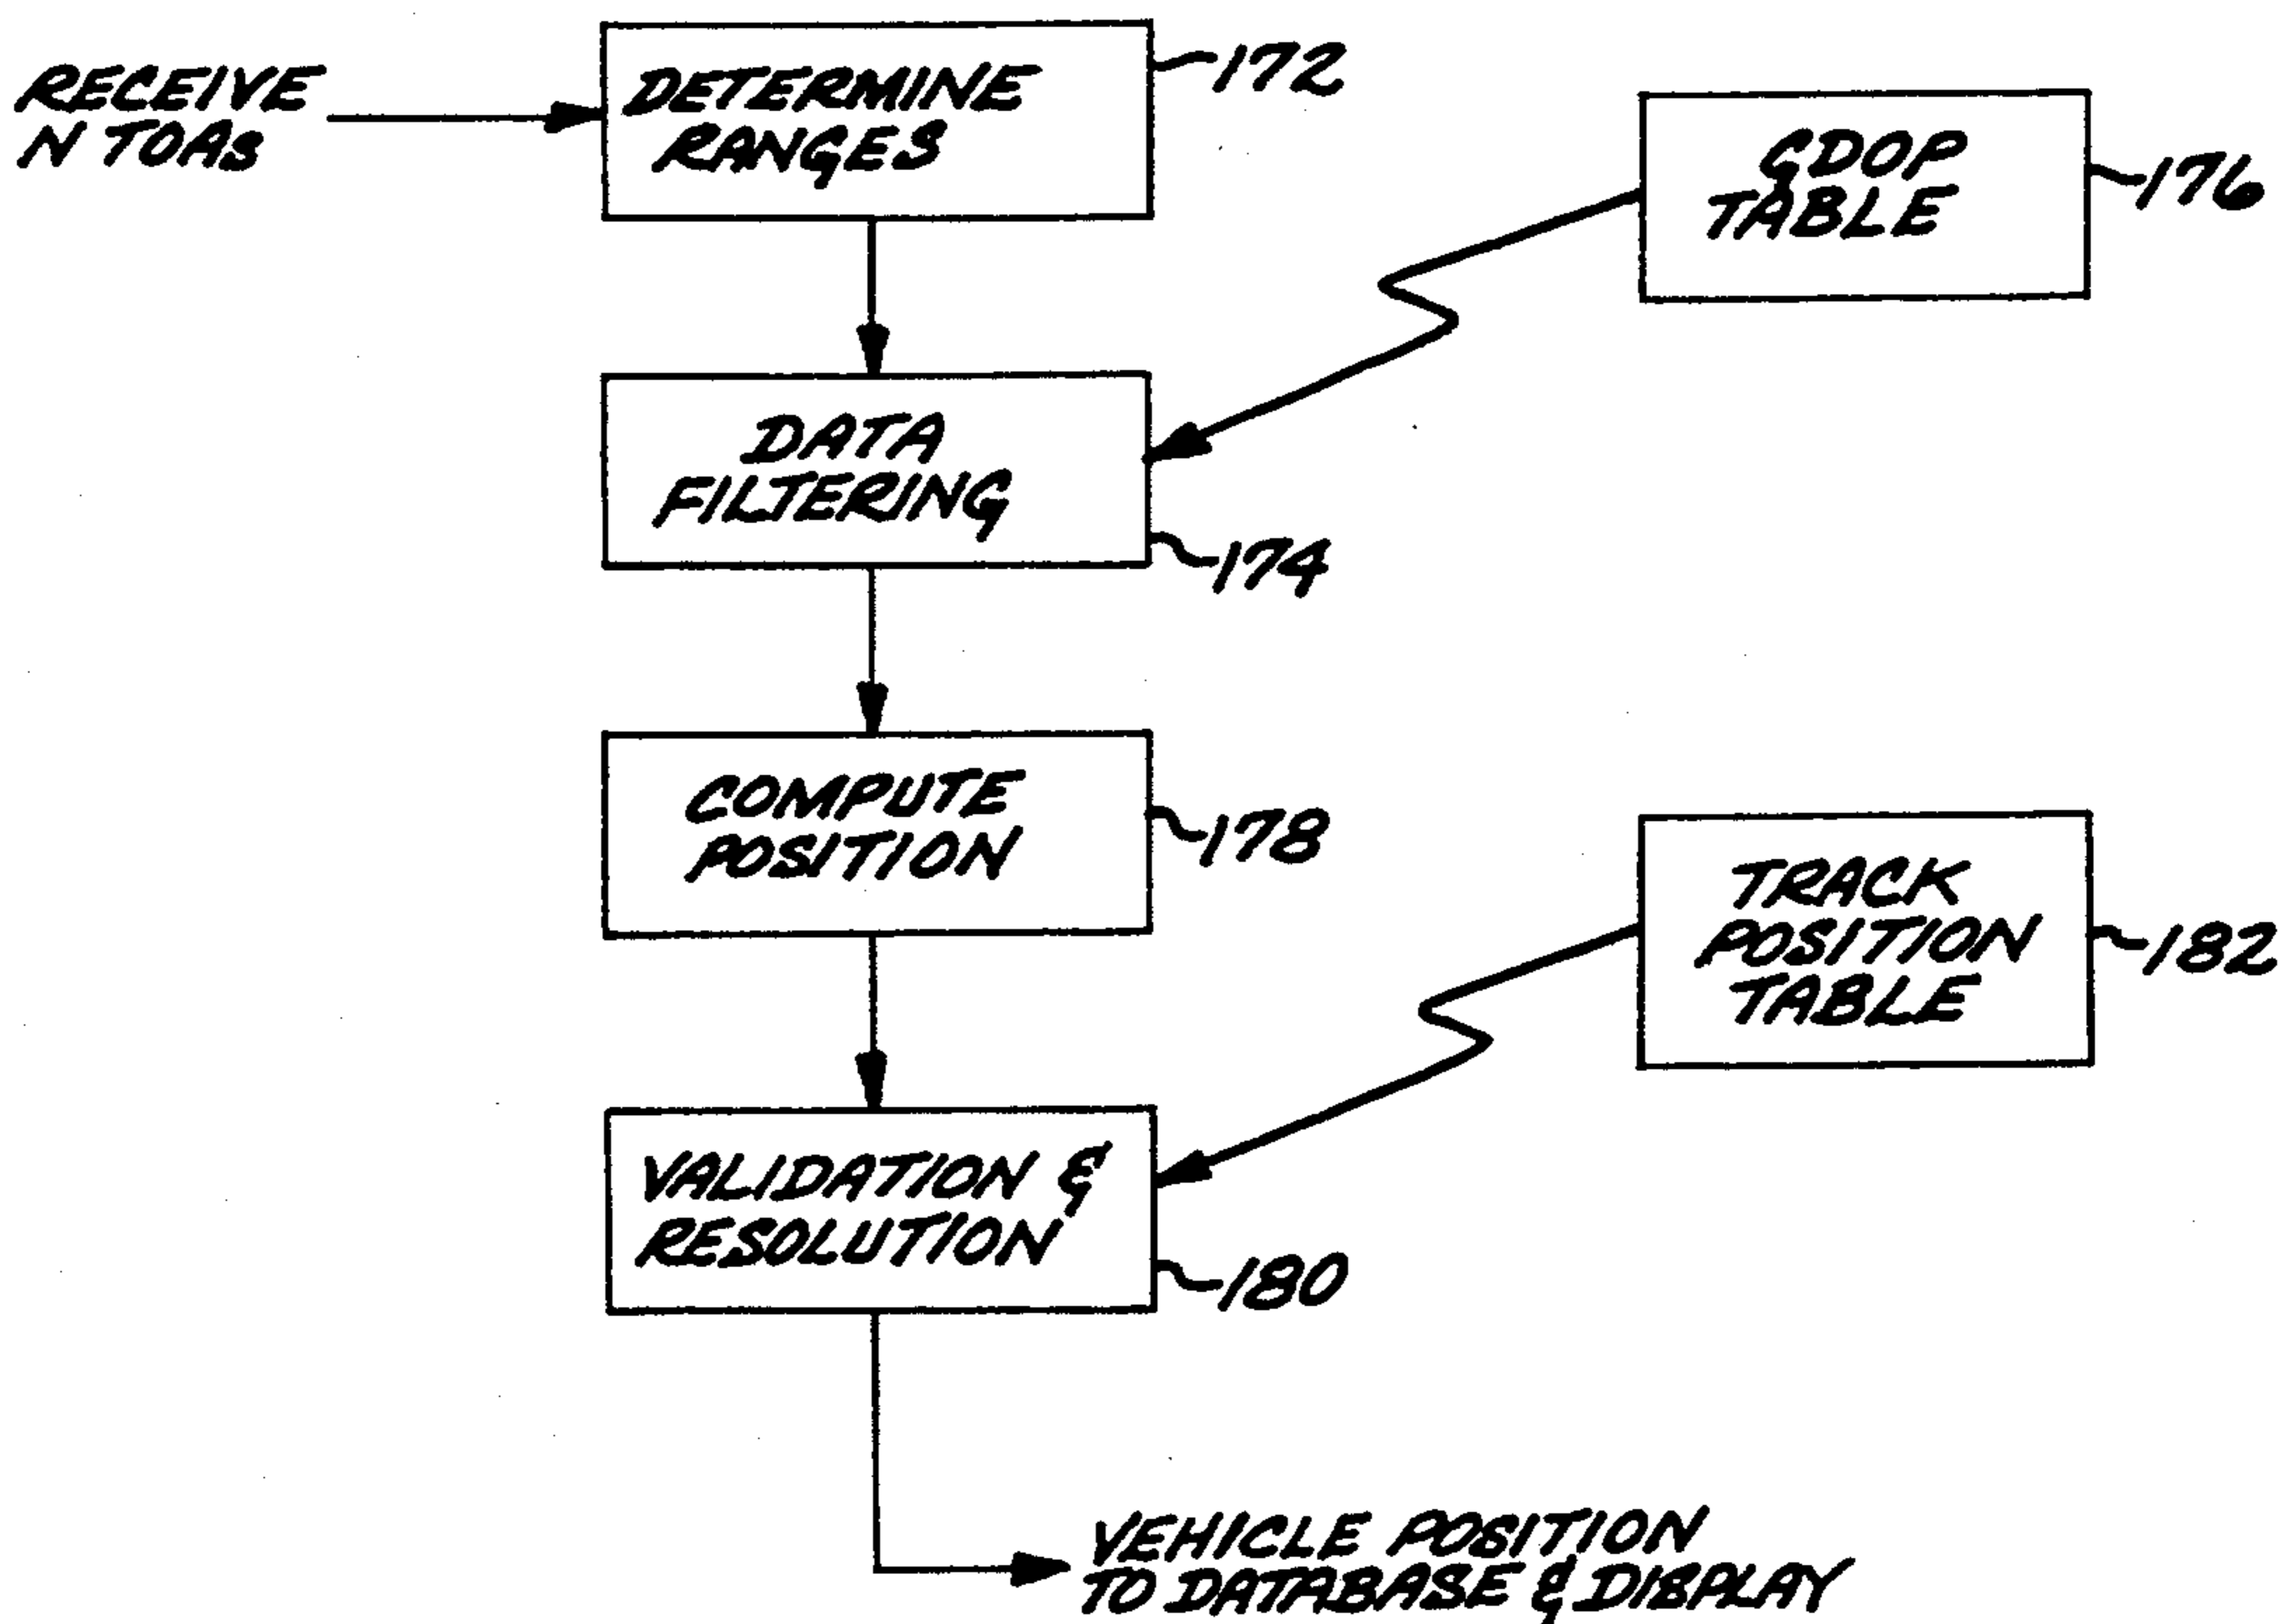 RECEIVE
N TOAS
DETERMINE
RANGES
172
GDOP
TABLE
176
DATA
FILTERING
174
COMPUTE
POSITION
178
TRACK
POSITION
TABLE
182
VALIDATION &
RESOLUTION
180
VEHICLE POSITION
TO DATABASE & DISPLAY